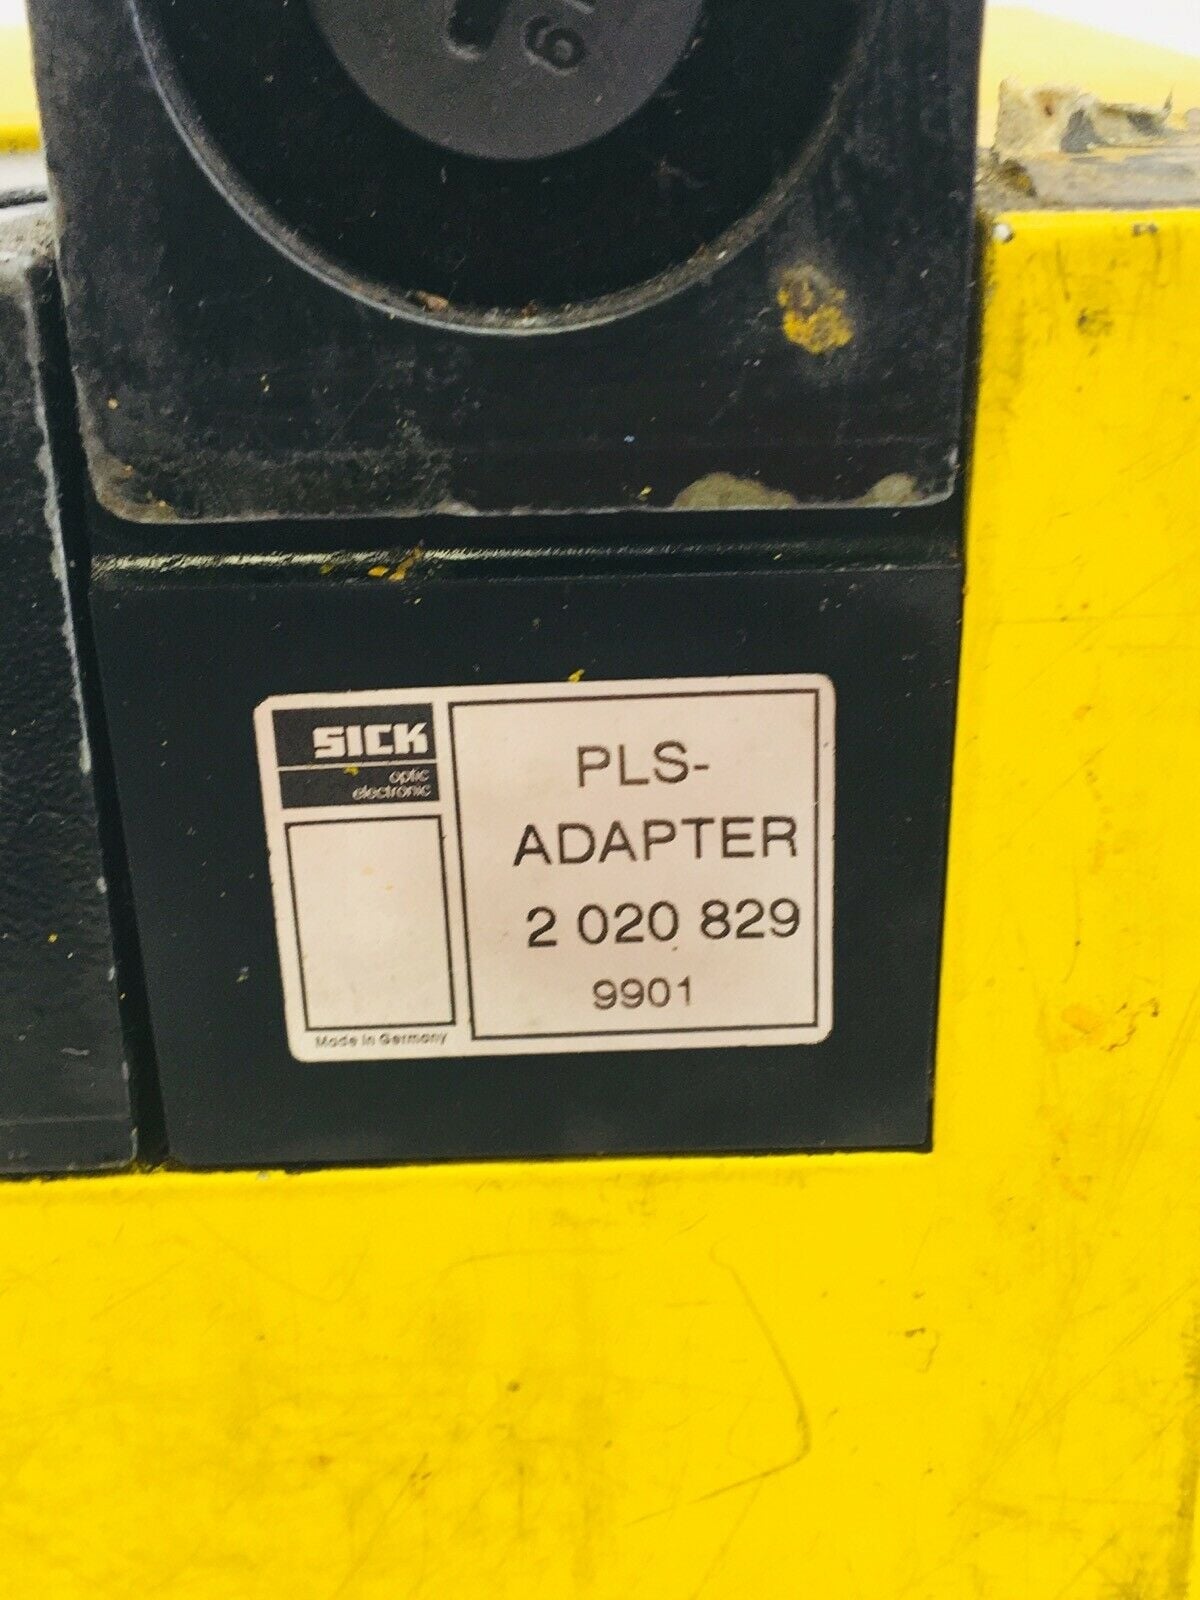 SICK
optic
electronic
PLS-
ADAPTER
2 020 829
9901
Made in Germany